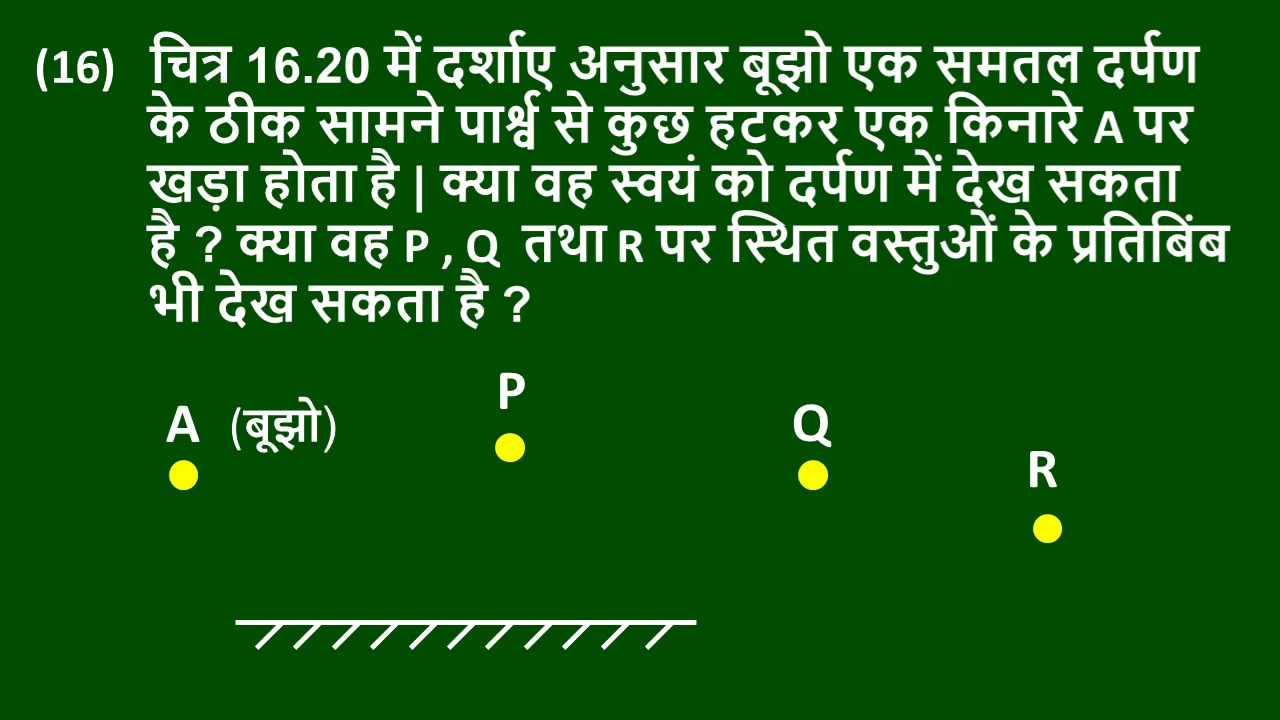 (16) चित्र 16.20 में दर्शाए अनुसार बूझो एक समतल दर्पण
के ठीक सामने पार्श्व से कुछ हटकर एक किनारे A पर
खड़ा होता है | क्या वह स्वयं को दर्पण में देख सकता
है ? क्या वह P , Q तथा R पर स्थित वस्तुओं के प्रतिबिंब
भी देख सकता है ?
P
A (बूझो)
Q
R